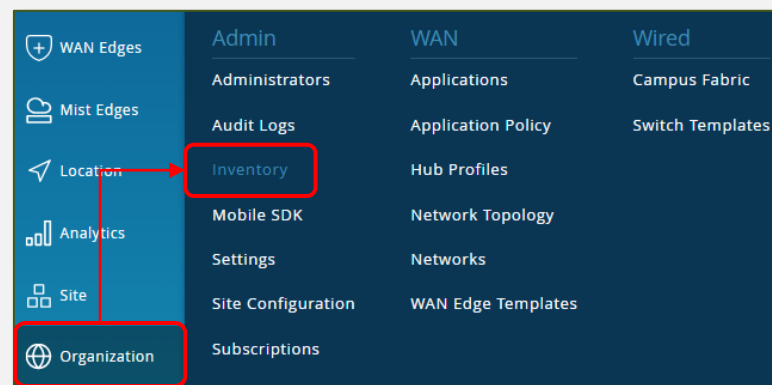 WAN Edges
Mist Edges
Location
Analytics
Site
Organization
Admin
Administrators
Audit Logs
Inventory
Mobile SDK
Settings
Site Configuration
Subscriptions
WAN
Applications
Application Policy
Hub Profiles
Network Topology
Networks
WAN Edge Templates
Wired
Campus Fabric
Switch Templates